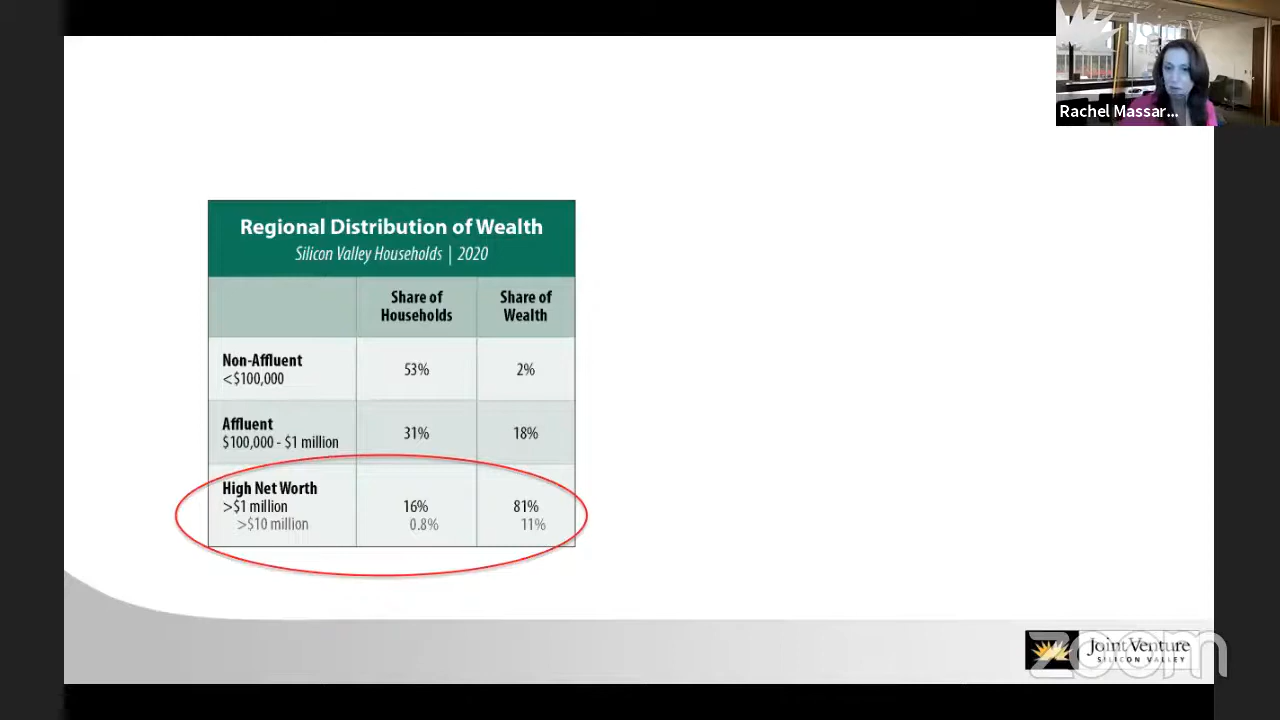 Rachel Massar...
Regional Distribution of Wealth
Silicon Valley Households | 2020
Share of Households
Share of Wealth
Non-Affluent
<$100,000
53%
2%
Affluent
$100,000 - $1 million
31%
18%
High Net Worth
>$1 million
16%
81%
>$10 million
0.8%
11%
Joint Venture
SILICON VALLEY
zoom